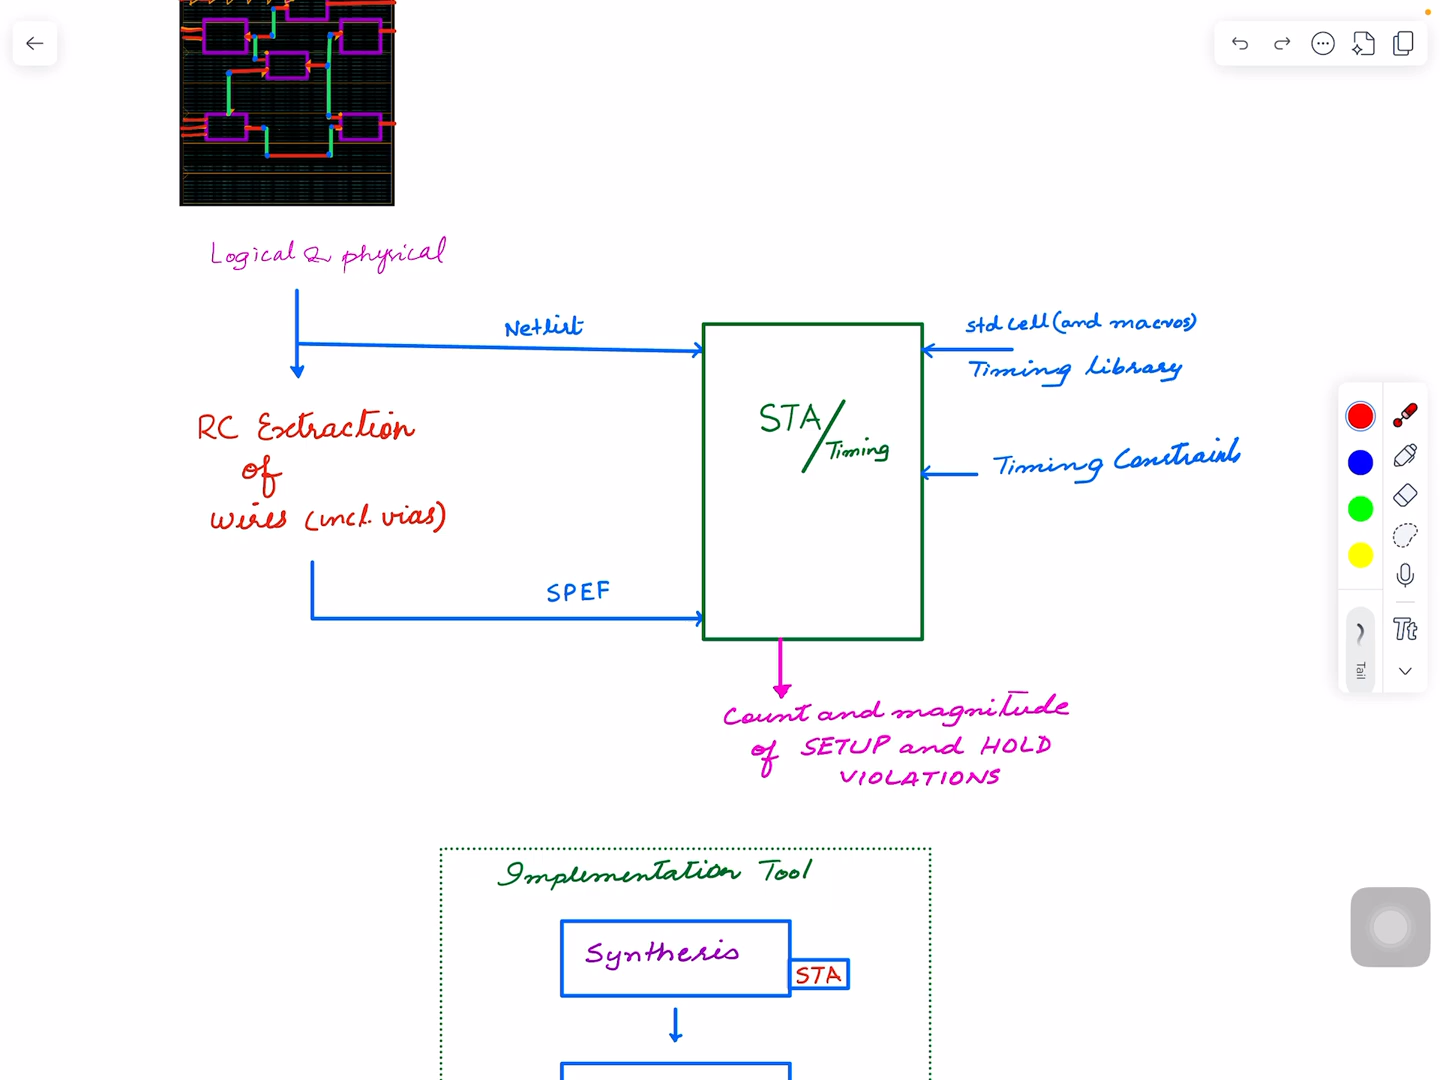 Logical & physical
Netlist
std cell (and macros)
Timing library
STA/Timing
RC Extraction
of
wires (incl. vias)
Timing Constraints
SPEF
Count and magnitude
of SETUP and HOLD
VIOLATIONS
Implementation Tool
Synthesis
STA
Tt
Tail